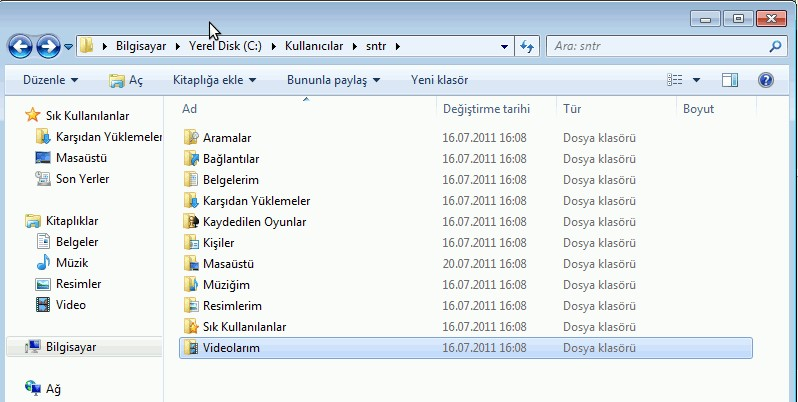 Bilgisayar Yerel Disk (C:) Kullanıcılar sntr Ara: sntr
Düzenle Aç Kitaplığa ekle Bununla paylaş Yeni klasör
Ad Değiştirme tarihi Tür Boyut
Sık Kullanılanlar
Karşıdan Yüklemeler
Masaüstü
Son Yerler
Kitaplıklar
Belgeler
Müzik
Resimler
Video
Bilgisayar
Ağ
Aramalar 16.07.2011 16:08 Dosya klasörü
Bağlantılar 16.07.2011 16:08 Dosya klasörü
Belgelerim 16.07.2011 16:08 Dosya klasörü
Karşıdan Yüklemeler 16.07.2011 16:08 Dosya klasörü
Kaydedilen Oyunlar 16.07.2011 16:08 Dosya klasörü
Kişiler 16.07.2011 16:08 Dosya klasörü
Masaüstü 20.07.2011 16:08 Dosya klasörü
Müziğim 16.07.2011 16:08 Dosya klasörü
Resimlerim 16.07.2011 16:08 Dosya klasörü
Sık Kullanılanlar 16.07.2011 16:08 Dosya klasörü
Videolarım 16.07.2011 16:08 Dosya klasörü